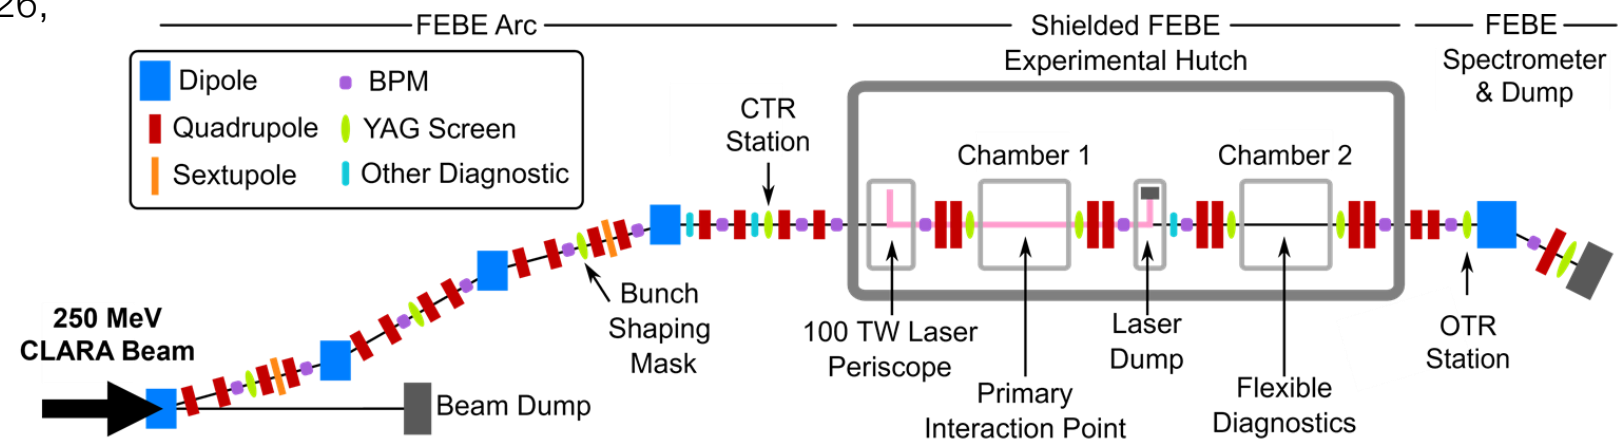 26,
FEBE Arc
Shielded FEBE
Experimental Hutch
FEBE
Spectrometer
& Dump
Dipole
BPM
Quadrupole
YAG Screen
Sextupole
Other Diagnostic
CTR
Station
Chamber 1
Chamber 2
Bunch
Shaping
Mask
250 MeV
CLARA Beam
Beam Dump
100 TW Laser
Periscope
Primary
Interaction Point
Laser
Dump
Flexible
Diagnostics
OTR
Station